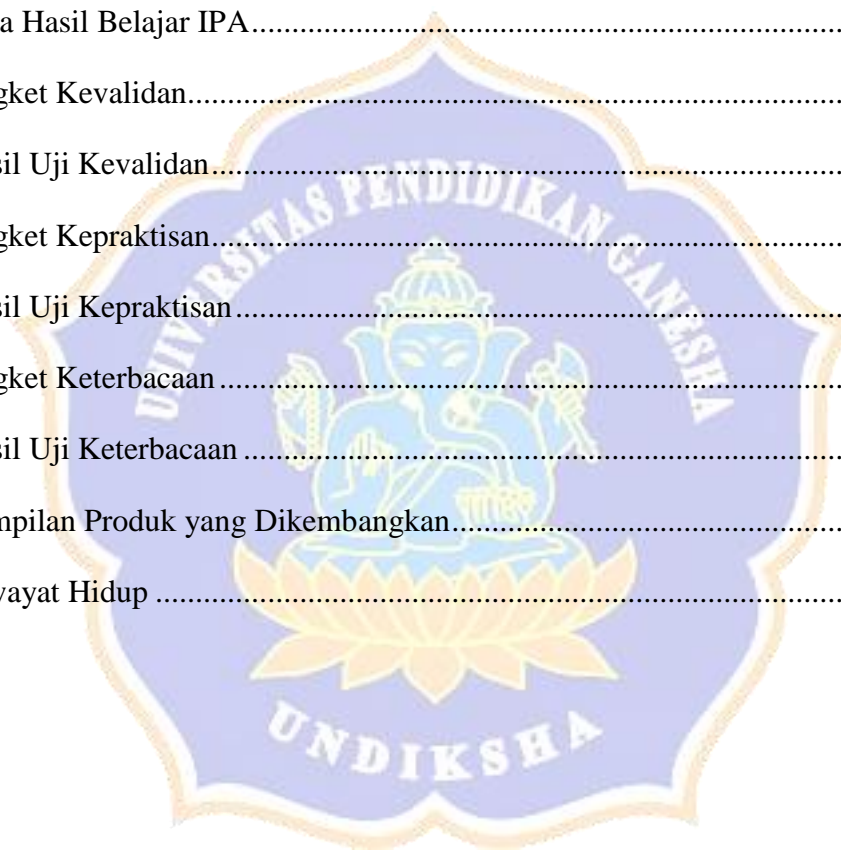 a Hasil Belajar IPA
gket Kevalidan
sil Uji Kevalidan
gket Kepraktisan
sil Uji Kepraktisan
gket Keterbacaan
sil Uji Keterbacaan
mpilan Produk yang Dikembangkan
wayat Hidup
UNIVERSITAS PENDIDIKAN GANESHA
UNDIKSHA